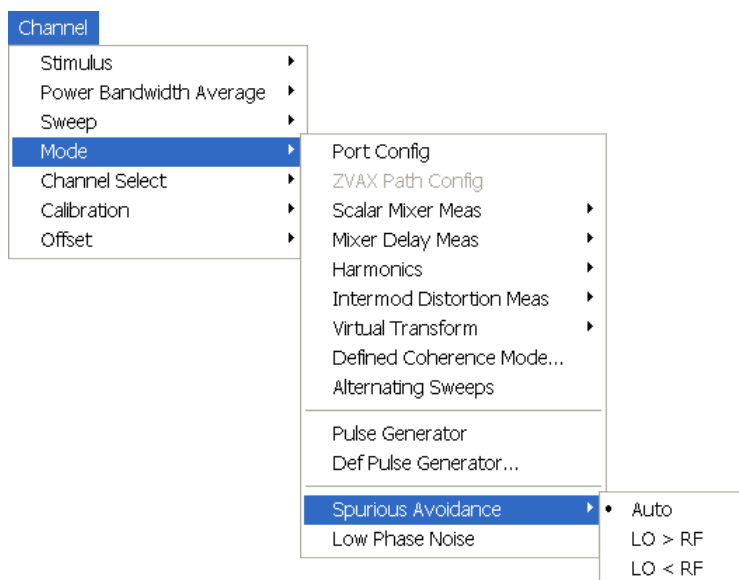 Channel
Stimulus
Power Bandwidth Average
Sweep
Mode
Channel Select
Calibration
Offset
Port Config
ZVAX Path Config
Scalar Mixer Meas
Mixer Delay Meas
Harmonics
Intermod Distortion Meas
Virtual Transform
Defined Coherence Mode...
Alternating Sweeps
Pulse Generator
Def Pulse Generator...
Spurious Avoidance
Low Phase Noise
Auto
LO > RF
LO < RF